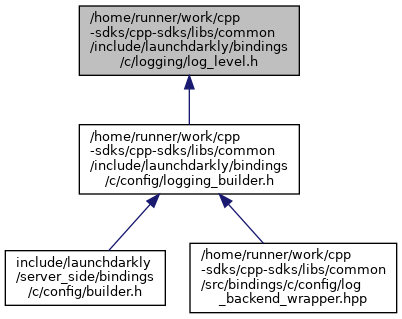 /home/runner/work/cpp
-sdks/cpp-sdks/libs/common
/include/launchdarkly/bindings
/c/logging/log_level.h
/home/runner/work/cpp
-sdks/cpp-sdks/libs/common
/include/launchdarkly/bindings
/c/config/logging_builder.h
include/launchdarkly
/server_side/bindings
/c/config/builder.h
/home/runner/work/cpp
-sdks/cpp-sdks/libs/common
/src/bindings/c/config/log
_backend_wrapper.hpp